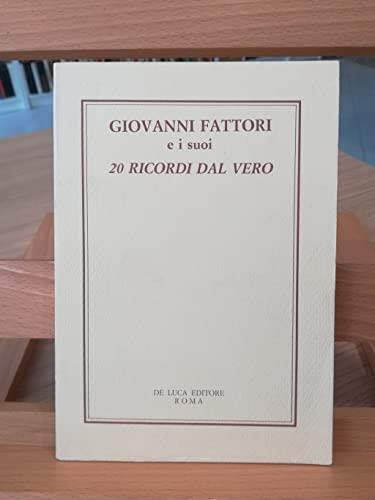 GIOVANNI FATTORI
e i suoi
20 RICORDI DAL VERO
DE LUCA EDITORE
ROMA